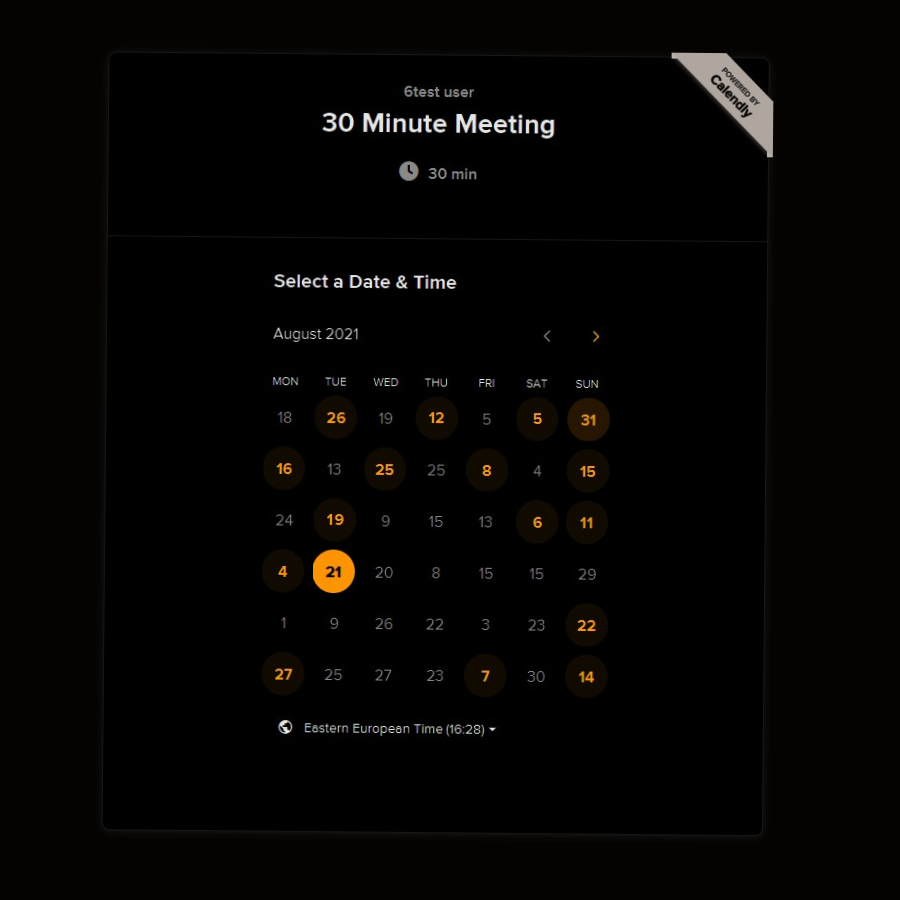 POWERED BY
Calendly
6test user
30 Minute Meeting
30 min
Select a Date & Time
August 2021
MON TUE WED THU FRI SAT SUN
18 26 19 12 5 5 31
16 13 25 25 8 4 15
24 19 9 15 13 6 11
4 21 20 8 15 15 29
1 9 26 22 3 23 22
27 25 27 23 7 30 14
Eastern European Time (16:28)